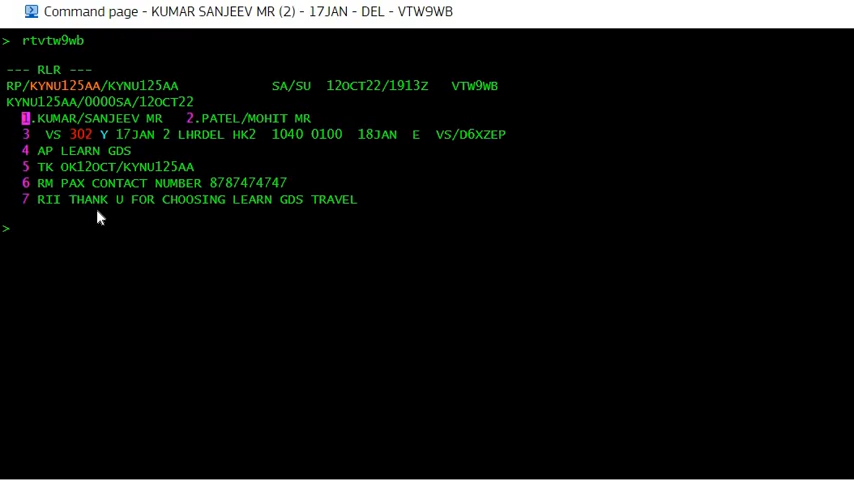 Command page - KUMAR SANJEEV MR (2) - 17JAN - DEL - VTW9WB
> rtvtw9wb
--- RLR ---
RP/KYNU125AA/KYNU125AA SA/SU 12OCT22/1913Z VTW9WB
KYNU125AA/0000SA/12OCT22
1.KUMAR/SANJEEV MR 2.PATEL/MOHIT MR
3 VS 302 Y 17JAN 2 LHRDEL HK2 1040 0100 18JAN E VS/D6XZEP
4 AP LEARN GDS
5 TK OK12OCT/KYNU125AA
6 RM PAX CONTACT NUMBER 8787474747
7 RII THANK U FOR CHOOSING LEARN GDS TRAVEL
>